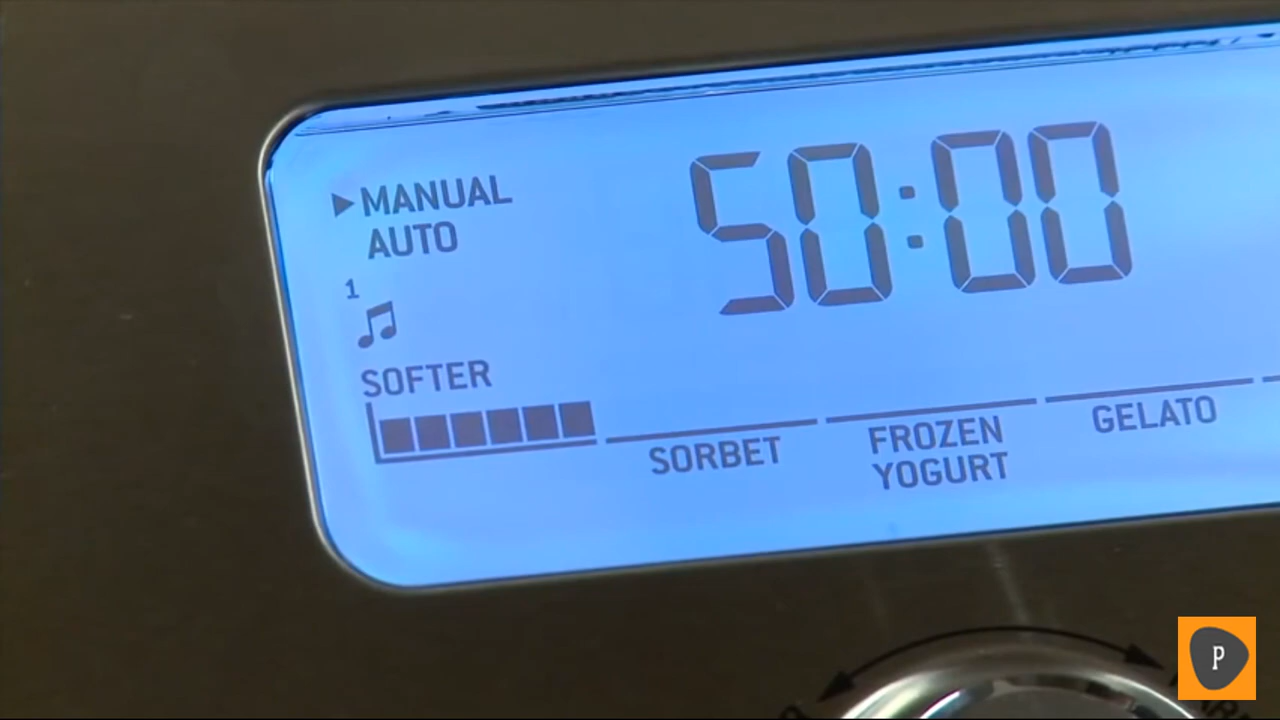 MANUAL
50:00
AUTO
1
SOFTER
SORBET
FROZEN
YOGURT
GELATO
P